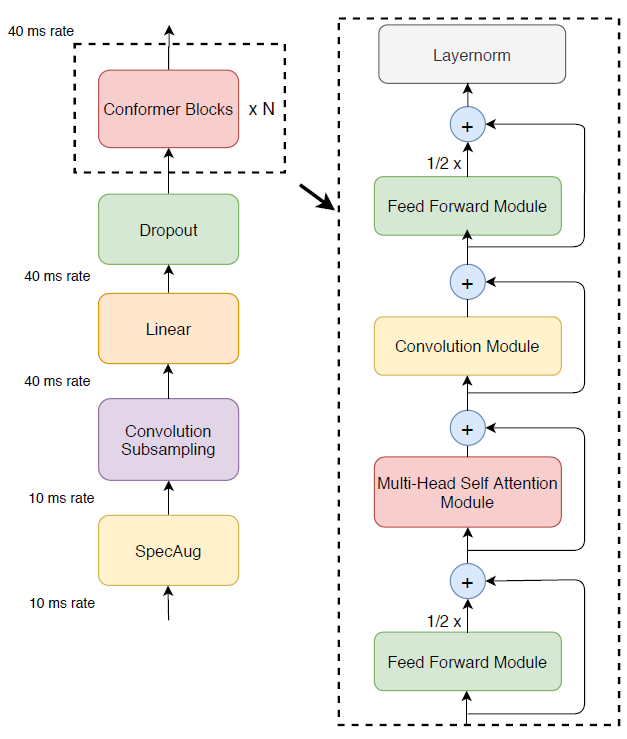 40 ms rate
Conformer Blocks
x N
Dropout
40 ms rate
Linear
40 ms rate
Convolution
Subsampling
10 ms rate
SpecAug
10 ms rate
Layernorm
+
1/2 x
Feed Forward Module
+
Convolution Module
+
Multi-Head Self Attention
Module
+
1/2 x
Feed Forward Module